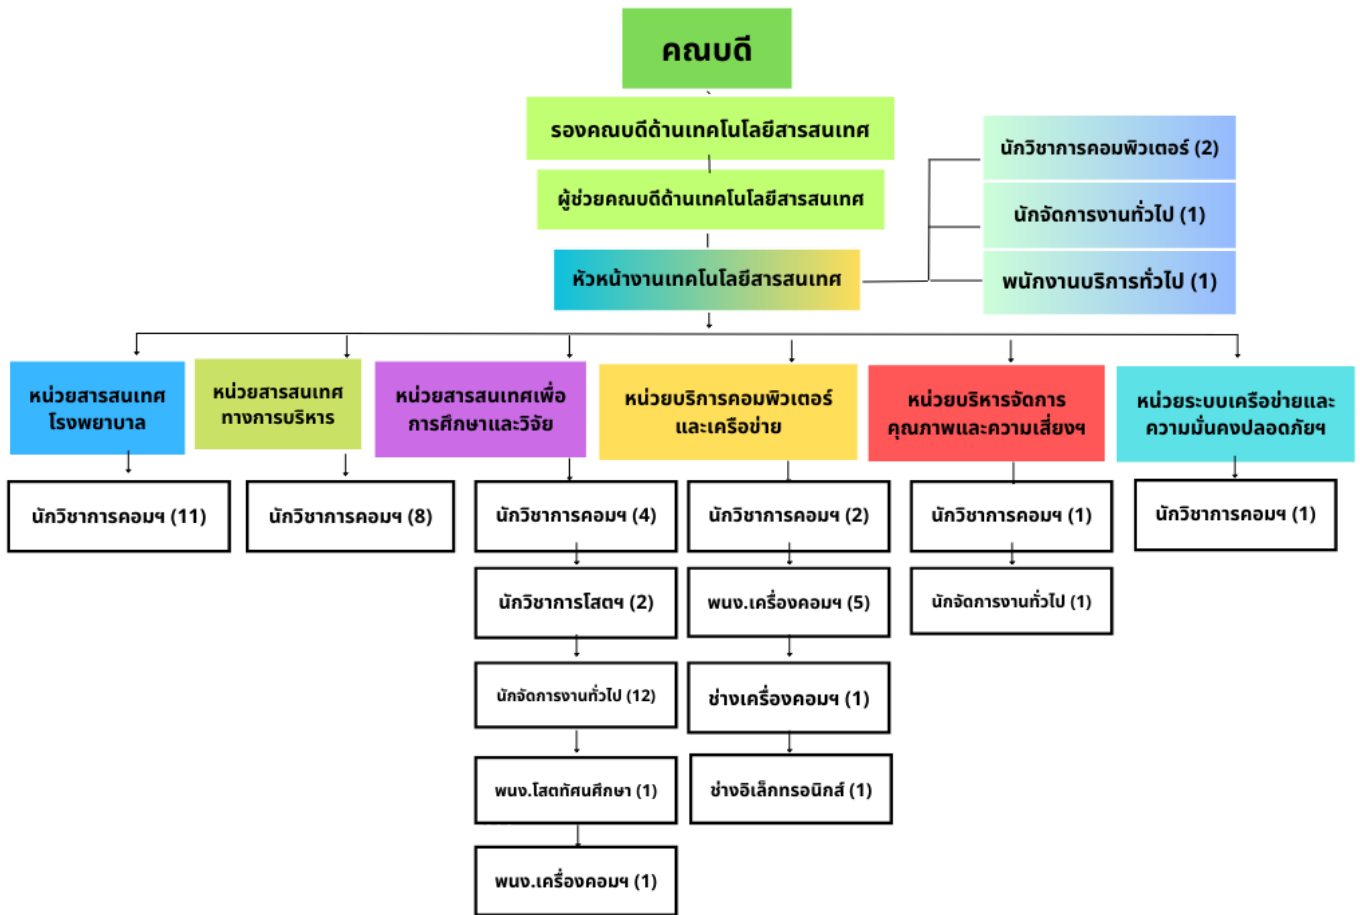 คณบดี
รองคณบดีด้านเทคโนโลยีสารสนเทศ
ผู้ช่วยคณบดีด้านเทคโนโลยีสารสนเทศ
หัวหน้างานเทคโนโลยีสารสนเทศ
นักวิชาการคอมพิวเตอร์ (2)
นักจัดการงานทั่วไป (1)
พนักงานบริการทั่วไป (1)
หน่วยสารสนเทศ
โรงพยาบาล
นักวิชาการคอมฯ (11)
หน่วยสารสนเทศ
ทางการบริหาร
นักวิชาการคอมฯ (8)
หน่วยสารสนเทศเพื่อ
การศึกษาและวิจัย
นักวิชาการคอมฯ (4)
นักวิชาการโสตฯ (2)
นักจัดการงานทั่วไป (12)
พนง.โสตทัศนศึกษา (1)
พนง.เครื่องคอมฯ (1)
หน่วยบริการคอมพิวเตอร์
และเครือข่าย
นักวิชาการคอมฯ (2)
พนง.เครื่องคอมฯ (5)
ช่างเครื่องคอมฯ (1)
ช่างอิเล็กทรอนิกส์ (1)
หน่วยบริหารจัดการ
คุณภาพและความเสี่ยงฯ
นักวิชาการคอมฯ (1)
นักจัดการงานทั่วไป (1)
หน่วยระบบเครือข่ายและ
ความมั่นคงปลอดภัยฯ
นักวิชาการคอมฯ (1)